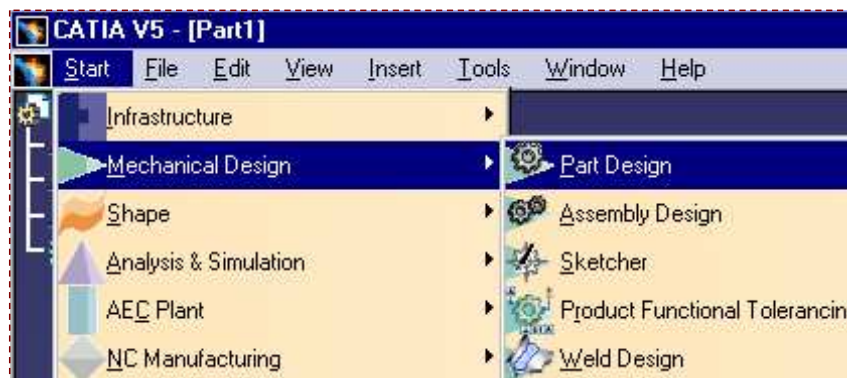 CATIA V5 - [Part1]
Start File Edit View Insert Tools Window Help
Infrastructure
Mechanical Design
Shape
Analysis & Simulation
AEC Plant
NC Manufacturing
Part Design
Assembly Design
Sketcher
Product Functional Tolerancin
Weld Design